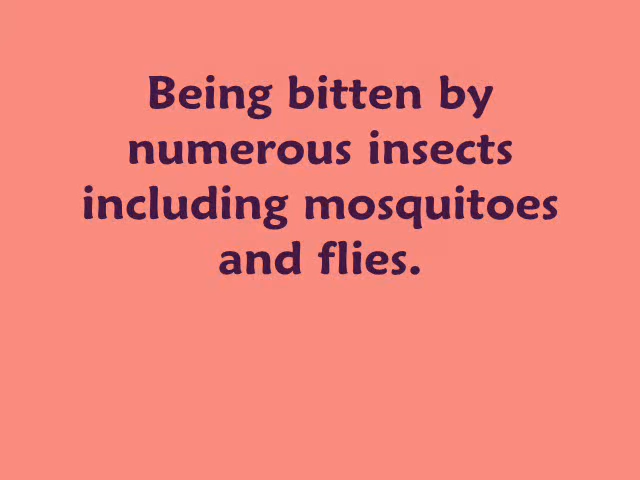 Being bitten by
numerous insects
including mosquitoes
and flies.